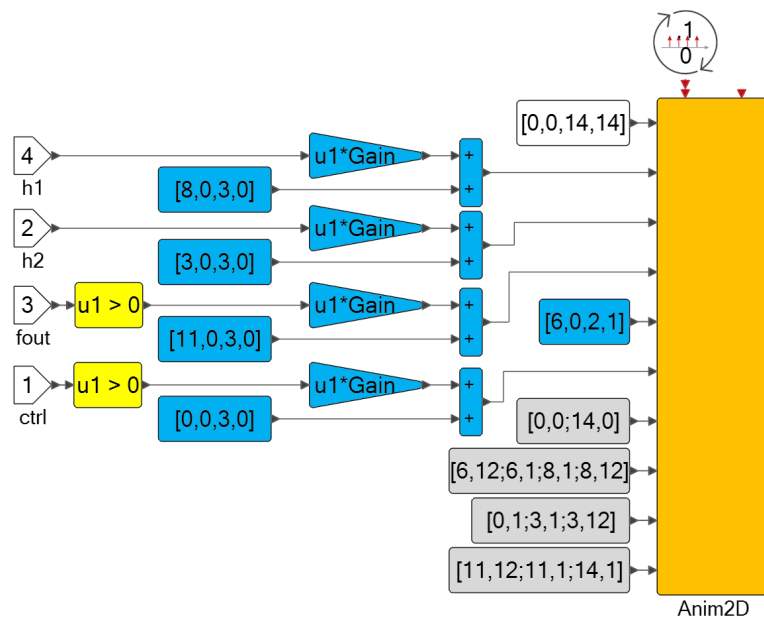 .1
0
[0,0,14,14]
4
h1
u1*Gain
+
+
[8,0,3,0]
2
h2
u1*Gain
+
+
[3,0,3,0]
3
fout
u1 > 0
u1*Gain
+
+
[11,0,3,0]
[6,0,2,1]
1
ctrl
u1 > 0
u1*Gain
+
+
[0,0,3,0]
[0,0;14,0]
[6,12;6,1;8,1;8,12]
[0,1;3,1;3,12]
[11,12;11,1;14,1]
Anim2D